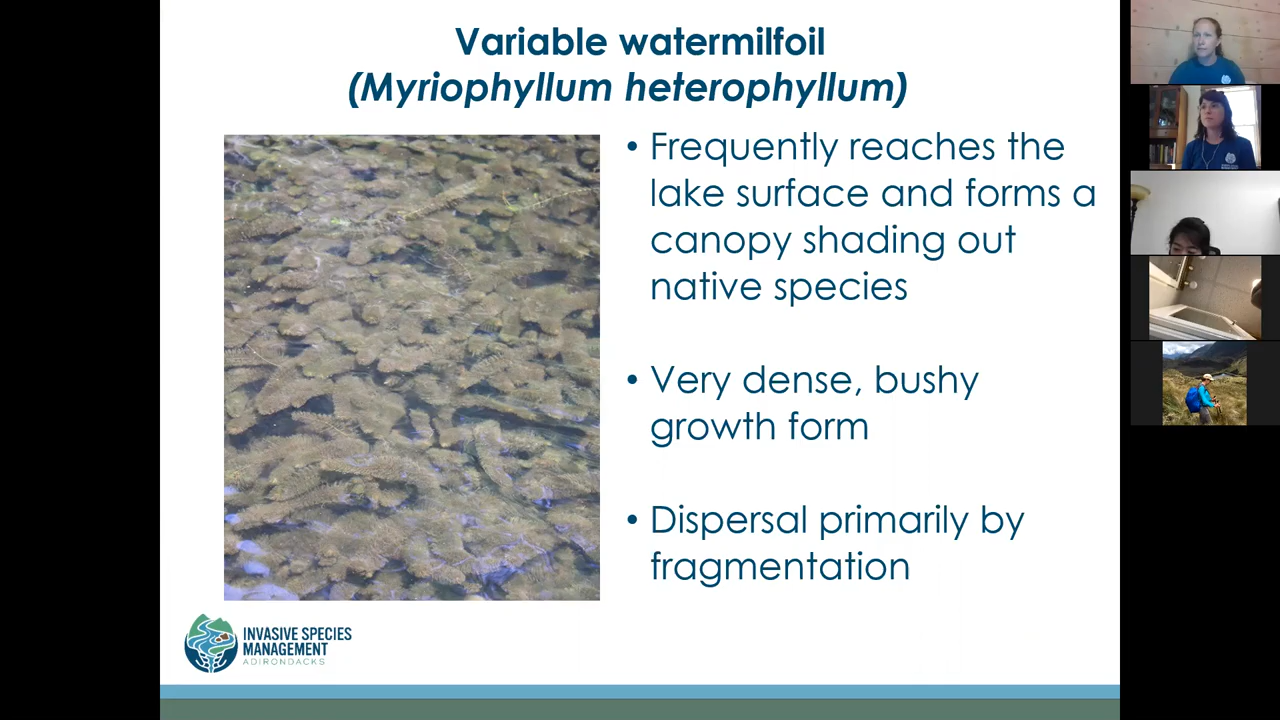 Variable watermilfoil
(Myriophyllum heterophyllum)
• Frequently reaches the
lake surface and forms a
canopy shading out
native species
• Very dense, bushy
growth form
• Dispersal primarily by
fragmentation
INVASIVE SPECIES
MANAGEMENT
ADIRONDACKS